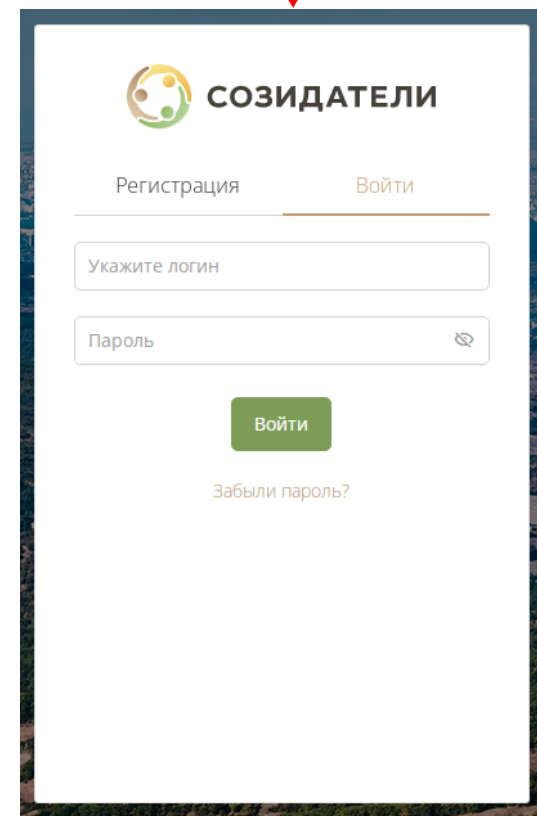 СОЗИДАТЕЛИ
Регистрация Войти
Укажите логин
Пароль
Войти
Забыли пароль?